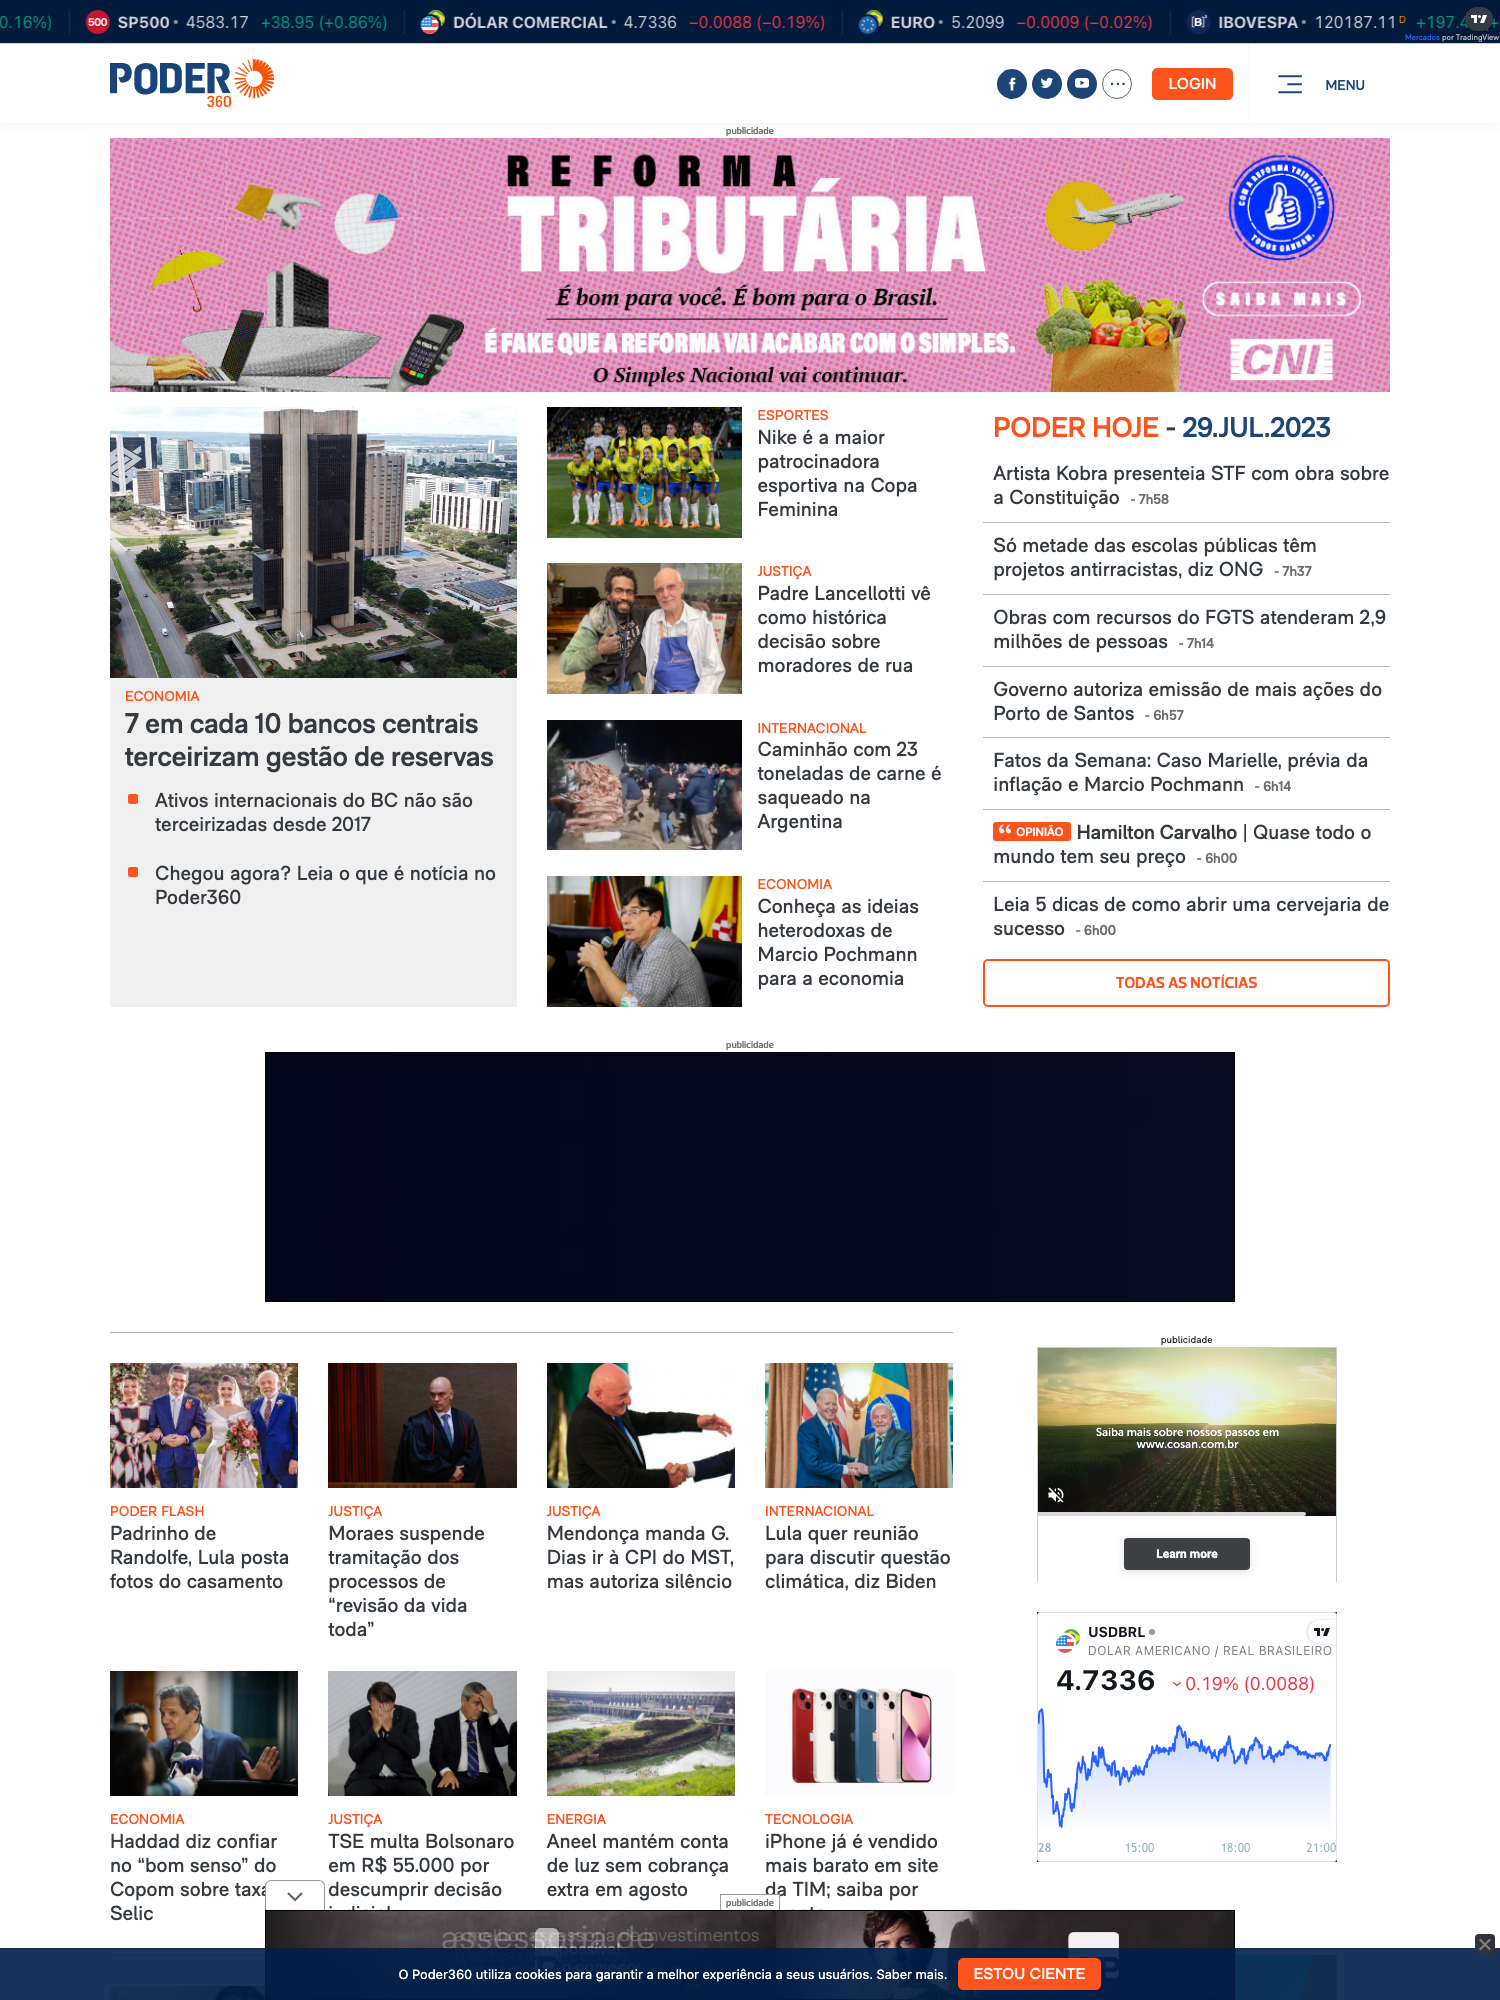 0.16%)
500 SP500 • 4583.17 +38.95 (+0.86%)
DÓLAR COMERCIAL • 4.7336 −0.0088 (−0.19%)
EURO • 5.2099 −0.0009 (−0.02%)
IBOVESPA • 120187.11 D
Mercados por TradingView
PODER
360
LOGIN
MENU
publicidade
REFORMA
TRIBUTÁRIA
É bom para você. É bom para o Brasil.
É FAKE QUE A REFORMA VAI ACABAR COM O SIMPLES.
O Simples Nacional vai continuar.
COM A REFORMA TRIBUTÁRIA,
TODOS GANHAM.
SAIBA MAIS
CNI
ECONOMIA
7 em cada 10 bancos centrais
terceirizam gestão de reservas
Ativos internacionais do BC não são
terceirizadas desde 2017
Chegou agora? Leia o que é notícia no
Poder360
ESPORTES
Nike é a maior
patrocinadora
esportiva na Copa
Feminina
JUSTIÇA
Padre Lancellotti vê
como histórica
decisão sobre
moradores de rua
INTERNACIONAL
Caminhão com 23
toneladas de carne é
saqueado na
Argentina
ECONOMIA
Conheça as ideias
heterodoxas de
Marcio Pochmann
para a economia
PODER HOJE - 29.JUL.2023
Artista Kobra presenteia STF com obra sobre
a Constituição - 7h58
Só metade das escolas públicas têm
projetos antirracistas, diz ONG - 7h37
Obras com recursos do FGTS atenderam 2,9
milhões de pessoas - 7h14
Governo autoriza emissão de mais ações do
Porto de Santos - 6h57
Fatos da Semana: Caso Marielle, prévia da
inflação e Marcio Pochmann - 6h14
OPINIÃO Hamilton Carvalho | Quase todo o
mundo tem seu preço - 6h00
Leia 5 dicas de como abrir uma cervejaria de
sucesso - 6h00
TODAS AS NOTÍCIAS
publicidade
PODER FLASH
Padrinho de
Randolfe, Lula posta
fotos do casamento
JUSTIÇA
Moraes suspende
tramitação dos
processos de
“revisão da vida
toda”
JUSTIÇA
Mendonça manda G.
Dias ir à CPI do MST,
mas autoriza silêncio
INTERNACIONAL
Lula quer reunião
para discutir questão
climática, diz Biden
publicidade
Saiba mais sobre nossos passos em
www.cosan.com.br
Learn more
USDBRL
DOLAR AMERICANO / REAL BRASILEIRO
4.7336 0.19% (0.0088)
28 15:00 18:00 21:00
ECONOMIA
Haddad diz confiar
no “bom senso” do
Copom sobre taxa
Selic
JUSTIÇA
TSE multa Bolsonaro
em R$ 55.000 por
descumprir decisão
ENERGIA
Aneel mantém conta
de luz sem cobrança
extra em agosto
TECNOLOGIA
iPhone já é vendido
mais barato em site
da TIM; saiba por
publicidade
a melhor assessoria de investimentos
O Poder360 utiliza cookies para garantir a melhor experiência a seus usuários. Saber mais.
ESTOU CIENTE